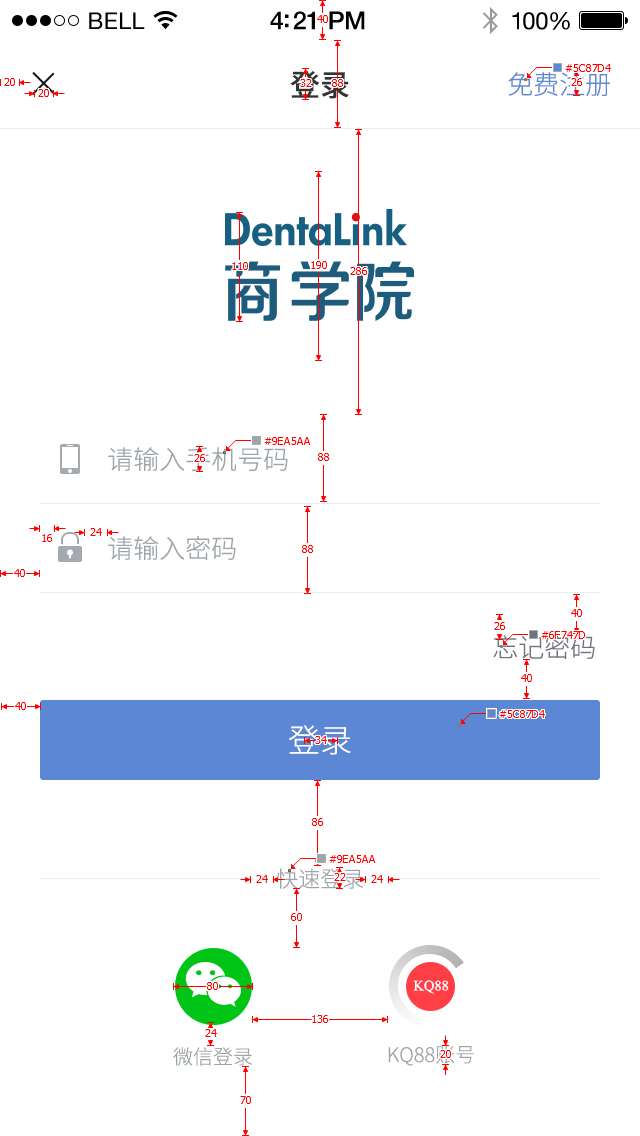 BELL 4:21 PM 100%
40
20 20 登录 32 88 免费注册 26 #5C87D4
DentaLink
商学院
110 190 286
#9EA5AA
请输入手机号码 26 88
16 24
请输入密码 88
40
40
26 #6F747D
忘记密码
40
40 #5C87D4
登录 34
86
#9EA5AA
24 快速登录 22 24
60
80 KQ88
136
24
微信登录 KQ88账号 20
70